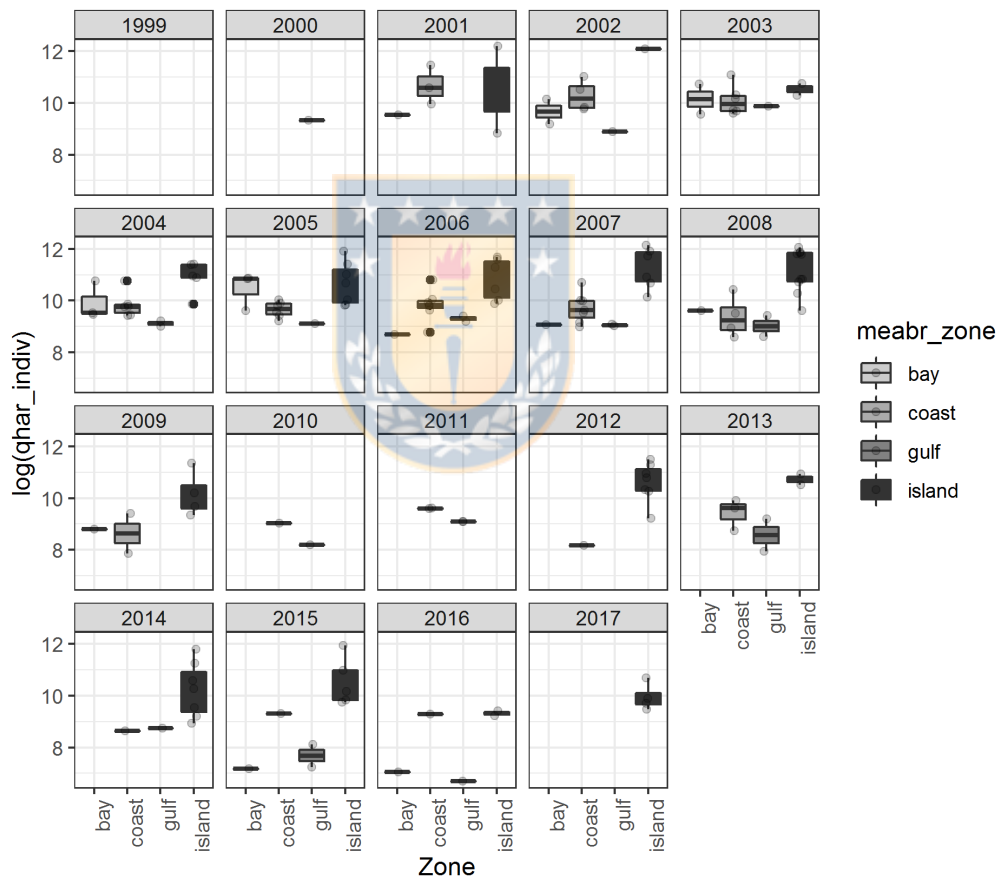 1999 2000 2001 2002 2003
12
10
8
2004 2005 2006 2007 2008
12
10
8
2009 2010 2011 2012 2013
12
10
8
bay coast gulf island
2014 2015 2016 2017
12
10
8
bay coast gulf island bay coast gulf island bay coast gulf island bay coast gulf island
Zone
log(qhar_indiv)
meabr_zone
bay
coast
gulf
island